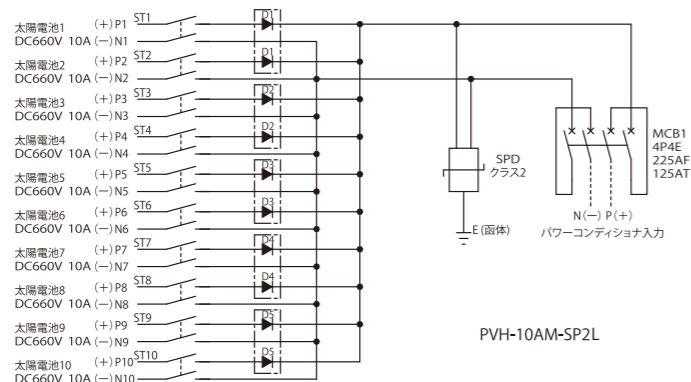 太陽電池1 (+)P1 ST1 D1
DC660V 10A (−)N1
太陽電池2 (+)P2 ST2 D1
DC660V 10A (−)N2
太陽電池3 (+)P3 ST3 D2
DC660V 10A (−)N3
太陽電池4 (+)P4 ST4 D2
DC660V 10A (−)N4
太陽電池5 (+)P5 ST5 D3
DC660V 10A (−)N5
太陽電池6 (+)P6 ST6 D3
DC660V 10A (−)N6
太陽電池7 (+)P7 ST7 D4
DC660V 10A (−)N7
太陽電池8 (+)P8 ST8 D4
DC660V 10A (−)N8
太陽電池9 (+)P9 ST9 D5
DC660V 10A (−)N9
太陽電池10 (+)P10 ST10 D5
DC660V 10A (−)N10
SPD
クラス2
E(函体)
MCB1
4P4E
225AF
125AT
N(−) P(+)
パワーコンディショナ入力
PVH-10AM-SP2L